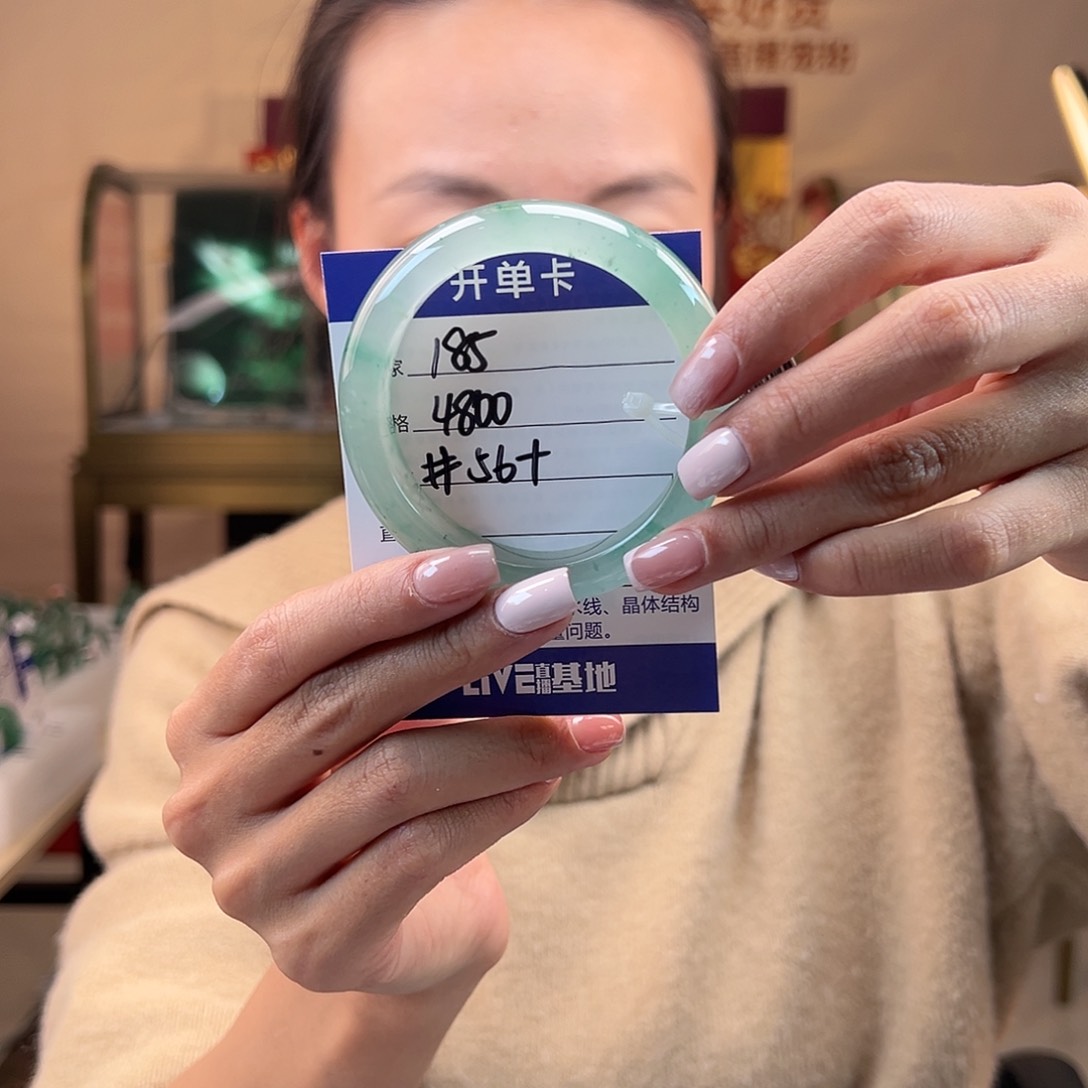 开单卡
家 185
格 4800
#56+
直
水线、晶体结构
问题。
LIVE直播基地